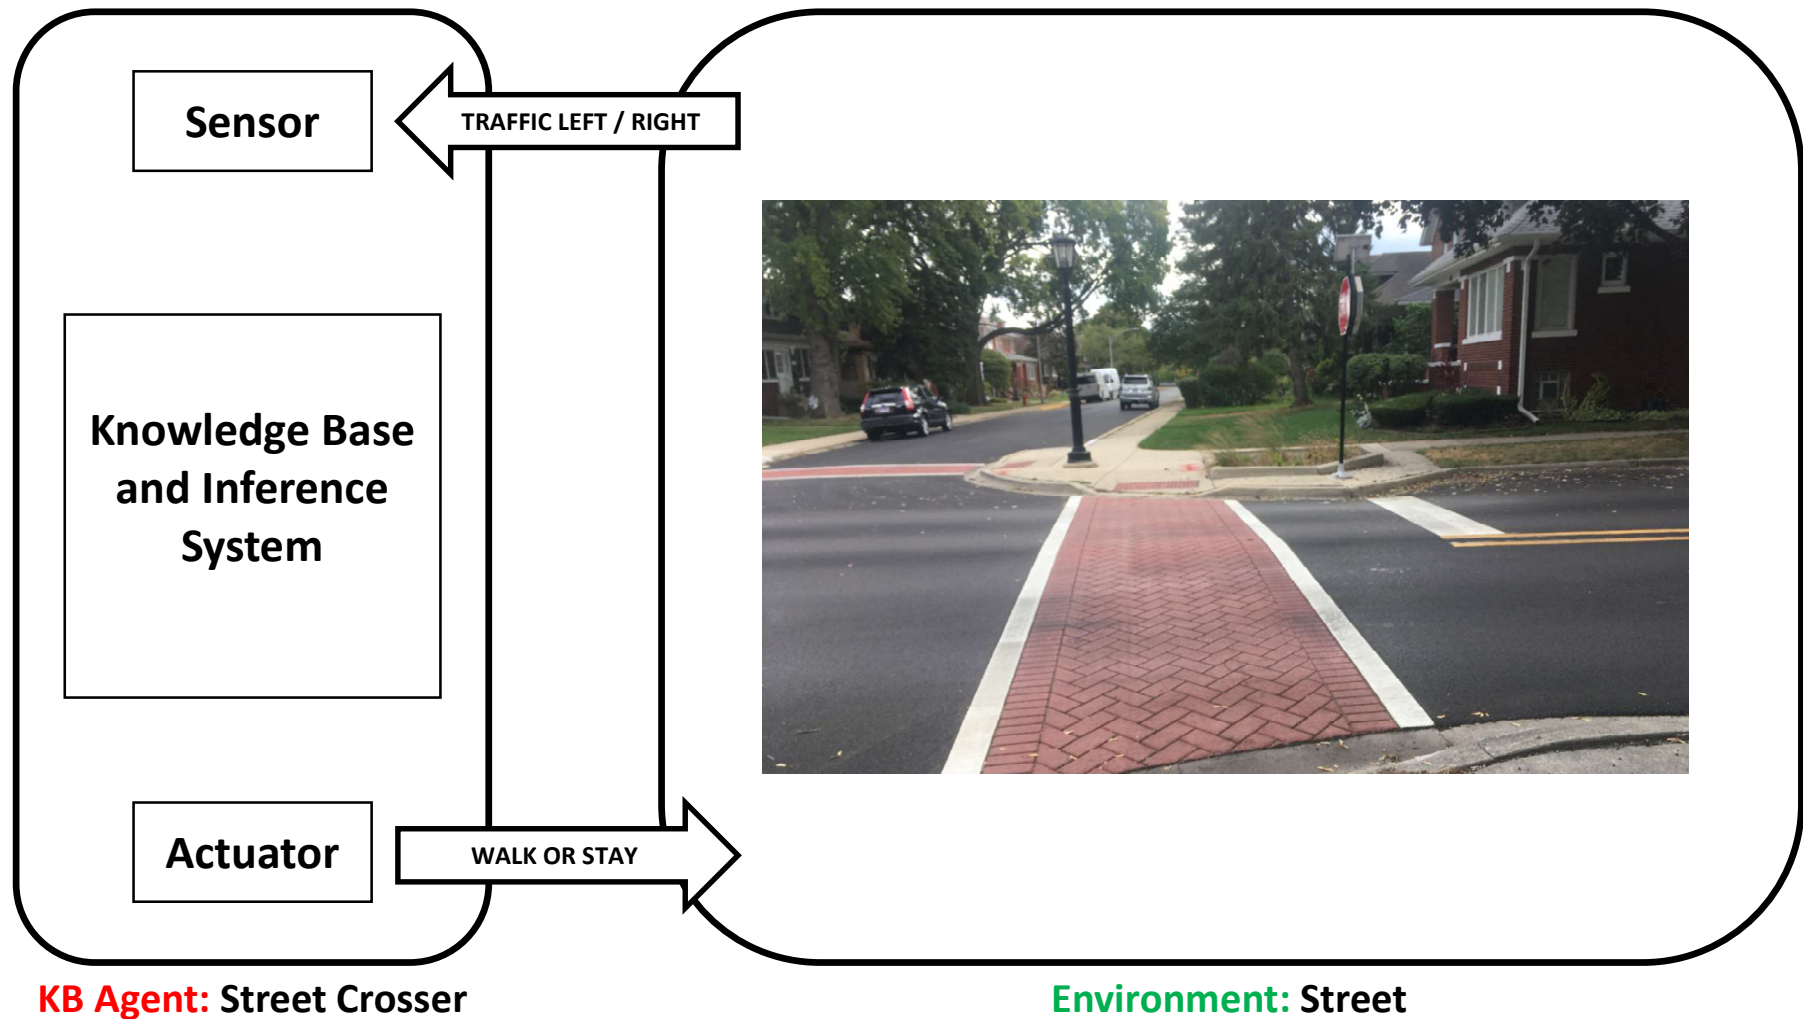 Sensor
TRAFFIC LEFT / RIGHT
Knowledge Base
and Inference
System
Actuator
WALK OR STAY
KB Agent: Street Crosser
Environment: Street